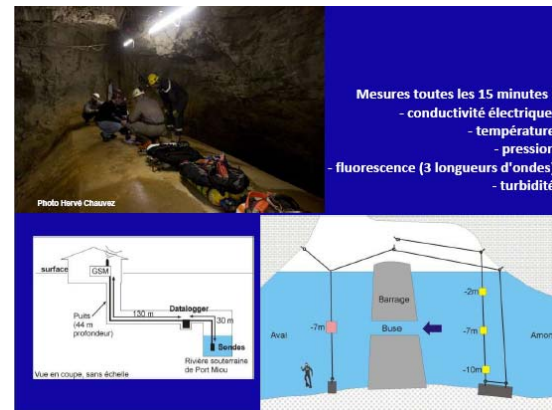 Photo Hervé Chauvez
Mesures toutes les 15 minutes
- conductivité électrique
- température
- pression
- fluorescence (3 longueurs d'ondes)
- turbidité
surface
GSM
Puits
(44 m
profondeur)
130 m
Datalogger
30 m
Sondes
Rivière souterraine
de Port Miou
Vue en coupe, sans échelle
Barrage
Buse
Aval
Amon
-7m
-2m
-7m
-10m